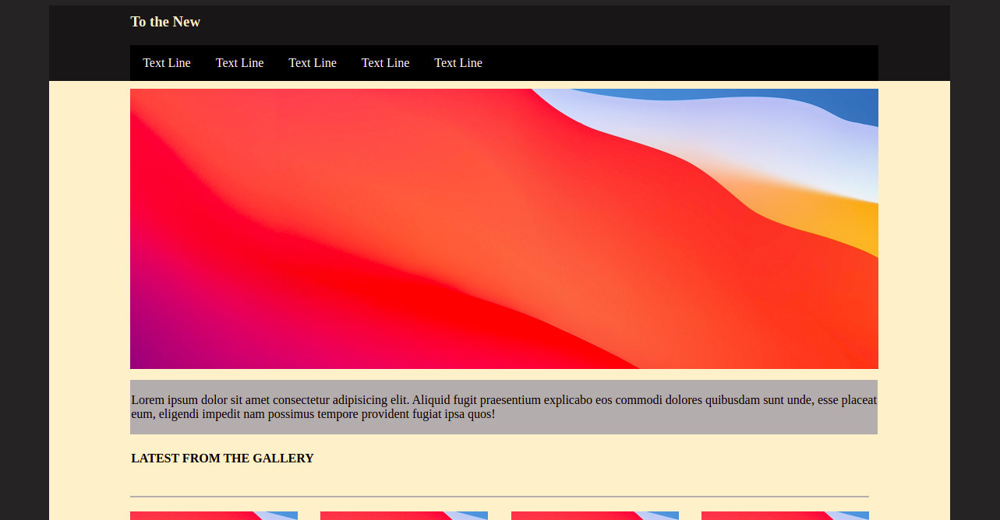 To the New
Text Line Text Line Text Line Text Line Text Line
Lorem ipsum dolor sit amet consectetur adipisicing elit. Aliquid fugit praesentium explicabo eos commodi dolores quibusdam sunt unde, esse placeat
eum, eligendi impedit nam possimus tempore provident fugiat ipsa quos!
LATEST FROM THE GALLERY